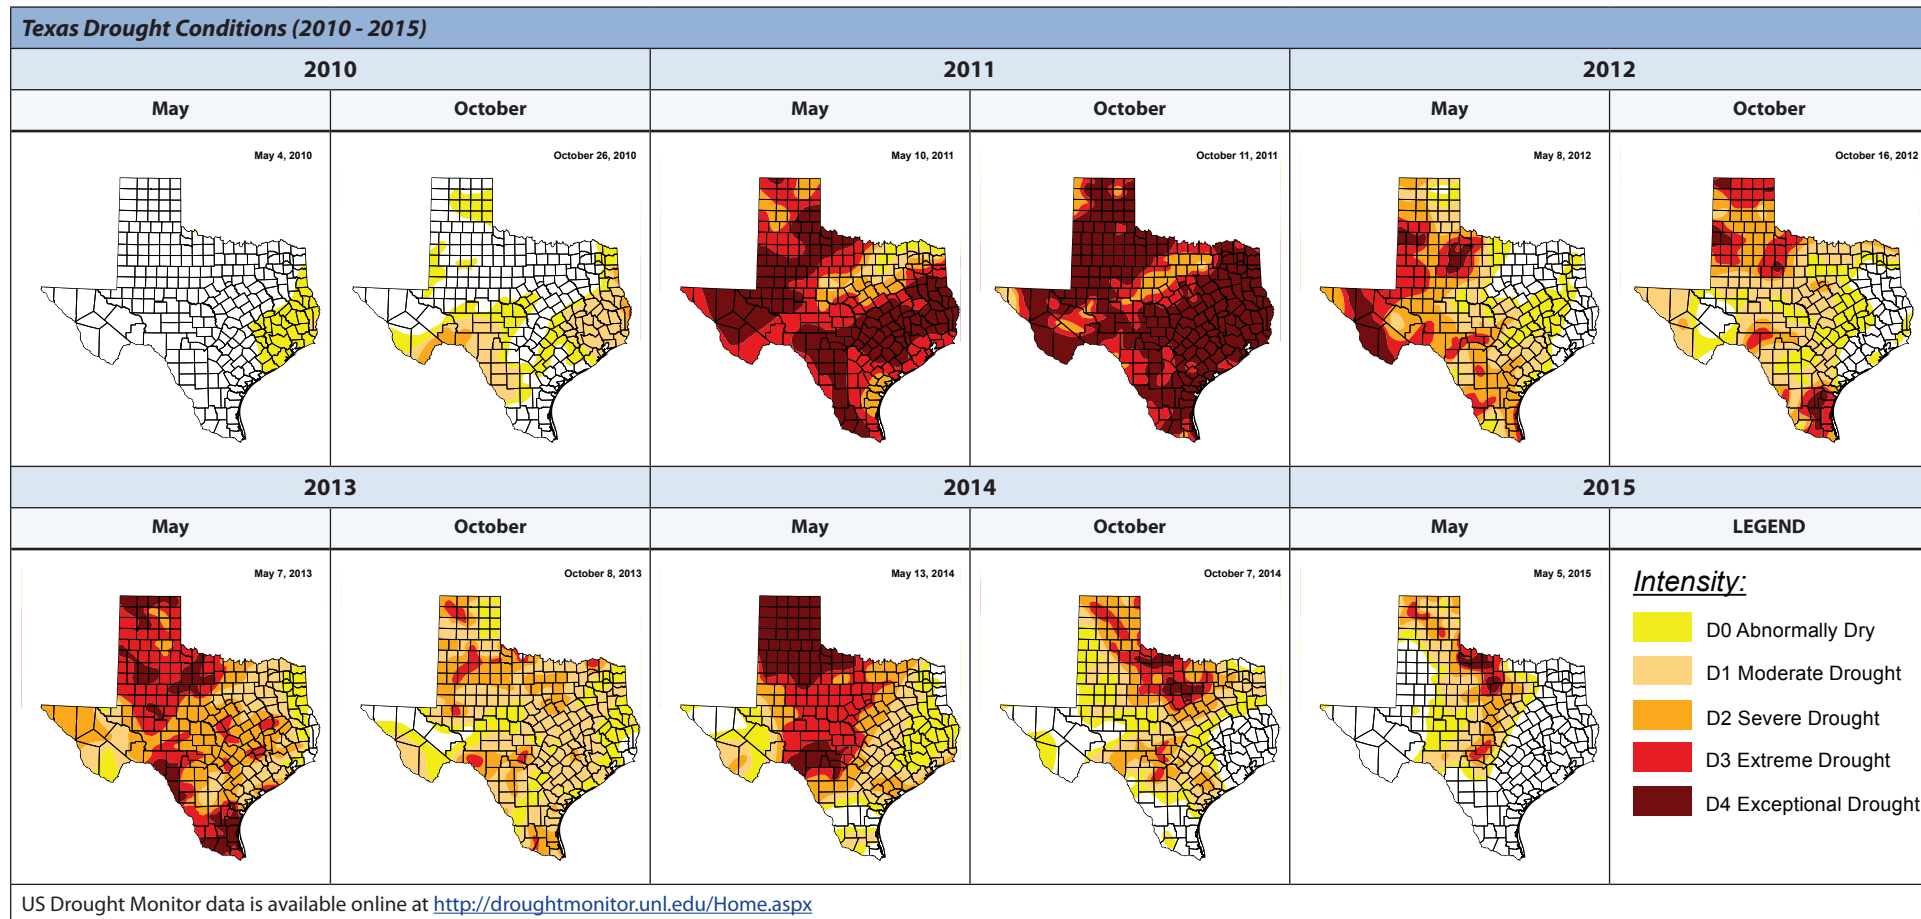 Texas Drought Conditions (2010 - 2015)
2010 2011 2012
May October May October May October
May 4, 2010 October 26, 2010 May 10, 2011 October 11, 2011 May 8, 2012 October 16, 2012
2013 2014 2015
May October May October May LEGEND
May 7, 2013 October 8, 2013 May 13, 2014 October 7, 2014 May 5, 2015
Intensity:
D0 Abnormally Dry
D1 Moderate Drought
D2 Severe Drought
D3 Extreme Drought
D4 Exceptional Drought
US Drought Monitor data is available online at http://droughtmonitor.unl.edu/Home.aspx